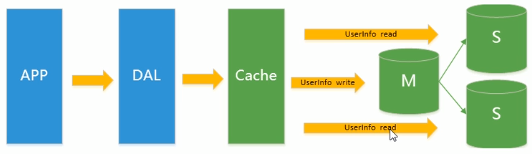 APP
DAL
Cache
UserInfo read
UserInfo write
UserInfo read
M
S
S